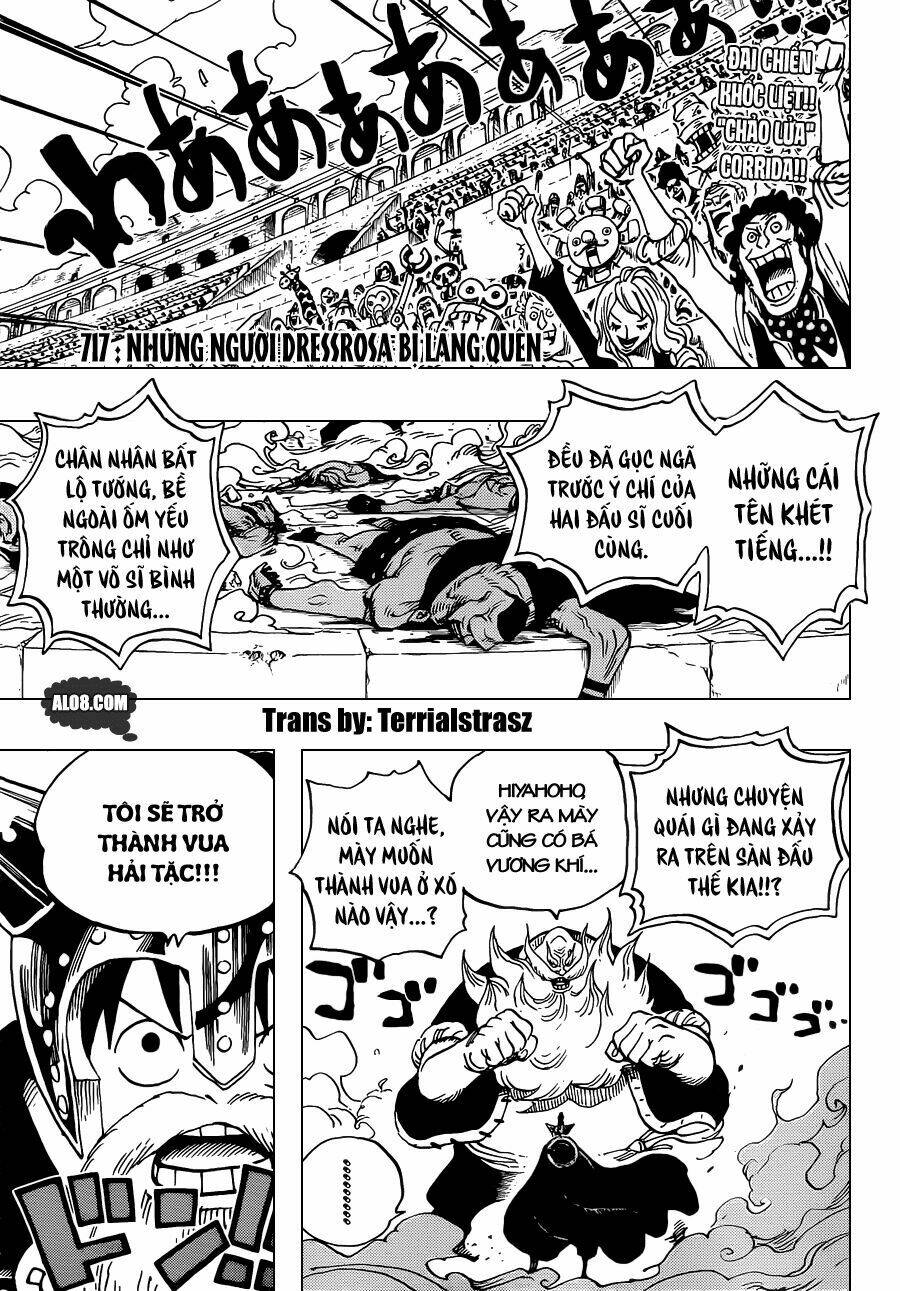 わあああああああああ
ĐẠI CHIẾN
KHỐC LIỆT!!
"CHẢO LỬA"
CORRIDA!!
717 : NHỮNG NGƯỜI DRESSROSA BỊ LÃNG QUÊN
NHỮNG CÁI
TÊN KHÉT
TIẾNG...!!
ĐỀU ĐÃ GỤC NGÃ
TRƯỚC Ý CHÍ CỦA
HAI ĐẤU SĨ CUỐI
CÙNG.
CHÂN NHÂN BẤT
LỘ TƯỚNG, BỀ
NGOÀI ỐM YẾU
TRÔNG CHỈ NHƯ
MỘT VÕ SĨ BÌNH
THƯỜNG...
ALO8.COM
Trans by: Terrialstrasz
NHƯNG CHUYỆN
QUÁI GÌ ĐANG XẢY
RA TRÊN SÀN ĐẤU
THẾ KIA!!?
HIYAHOHO,
VẬY RA MÀY
CŨNG CÓ BÁ
VƯƠNG KHÍ...
NÓI TA NGHE,
MÀY MUỐN
THÀNH VUA Ở XÓ
NÀO VẬY...?
ゴゴゴ
ゴゴゴ
..........
TÔI SẼ TRỞ
THÀNH VUA
HẢI TẶC!!!
ドン!!